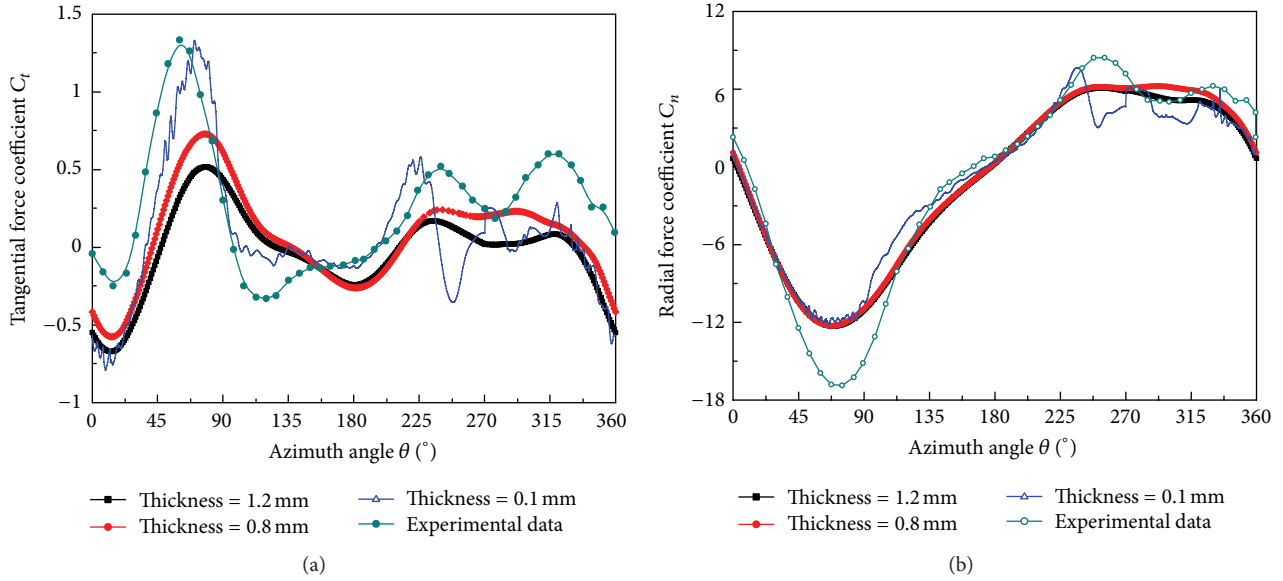 1.5
1
0.5
0
−0.5
−1
Tangential force coefficient Ct
0 45 90 135 180 225 270 315 360
Azimuth angle θ (°)
Thickness = 1.2 mm
Thickness = 0.8 mm
Thickness = 0.1 mm
Experimental data
(a)
12
6
0
−6
−12
−18
Radial force coefficient Cn
0 45 90 135 180 225 270 315 360
Azimuth angle θ (°)
Thickness = 1.2 mm
Thickness = 0.8 mm
Thickness = 0.1 mm
Experimental data
(b)